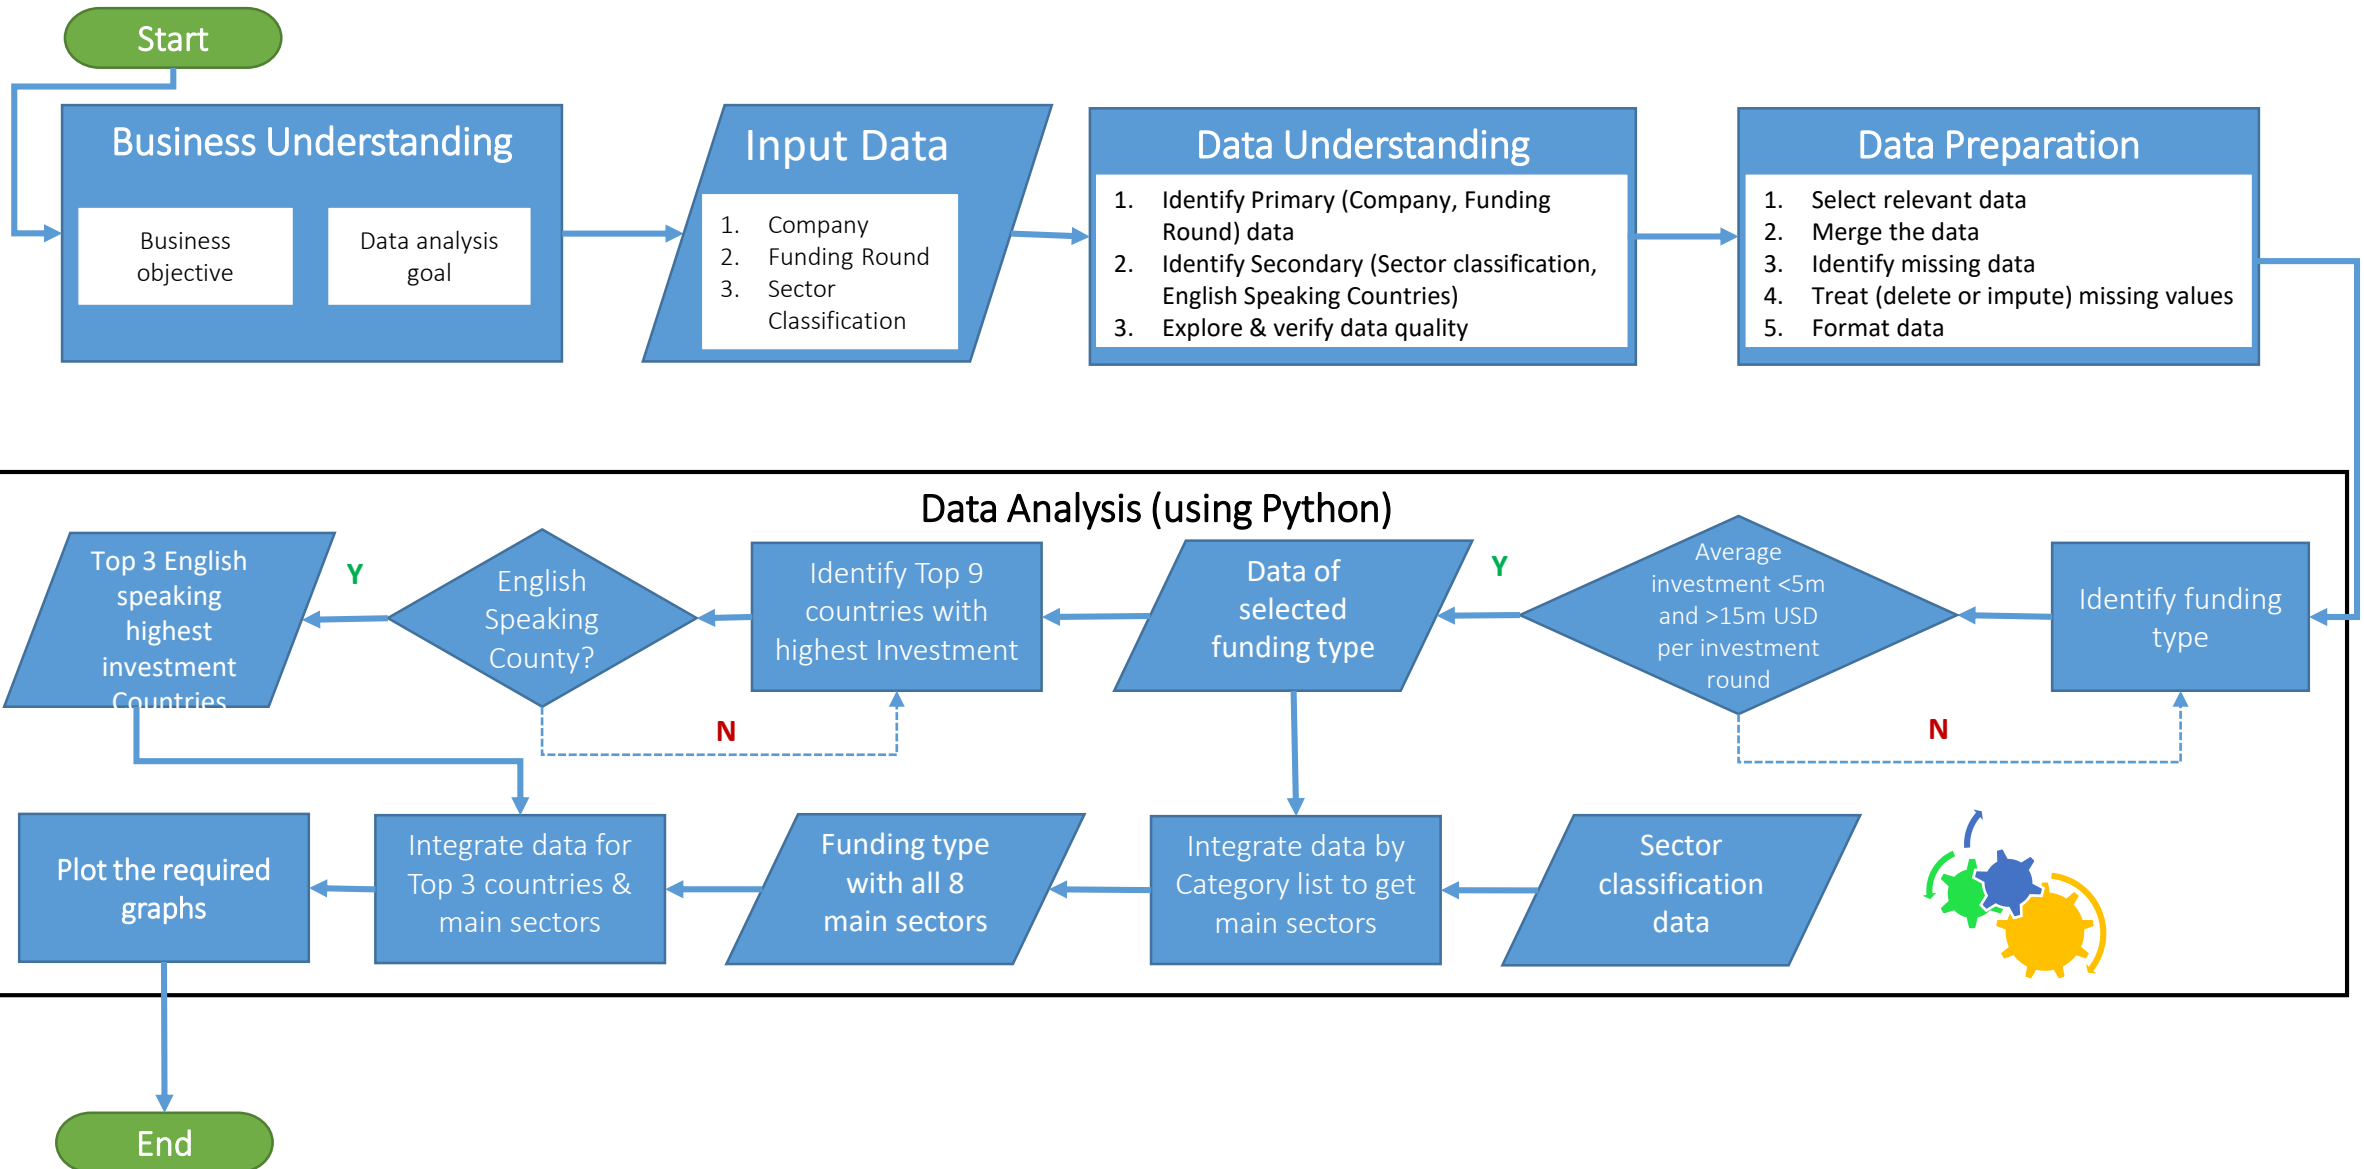 Start
Business Understanding
Business
objective
Data analysis
goal
Input Data
1. Company
2. Funding Round
3. Sector
Classification
Data Understanding
1. Identify Primary (Company, Funding
Round) data
2. Identify Secondary (Sector classification,
English Speaking Countries)
3. Explore & verify data quality
Data Preparation
1. Select relevant data
2. Merge the data
3. Identify missing data
4. Treat (delete or impute) missing values
5. Format data
Data Analysis (using Python)
Top 3 English
speaking
highest
investment
Countries
Y
English
Speaking
County?
N
Identify Top 9
countries with
highest Investment
Data of
selected
funding type
Y
Average
investment <5m
and >15m USD
per investment
round
N
Identify funding
type
Plot the required
graphs
Integrate data for
Top 3 countries &
main sectors
Funding type
with all 8
main sectors
Integrate data by
Category list to get
main sectors
Sector
classification
data
End